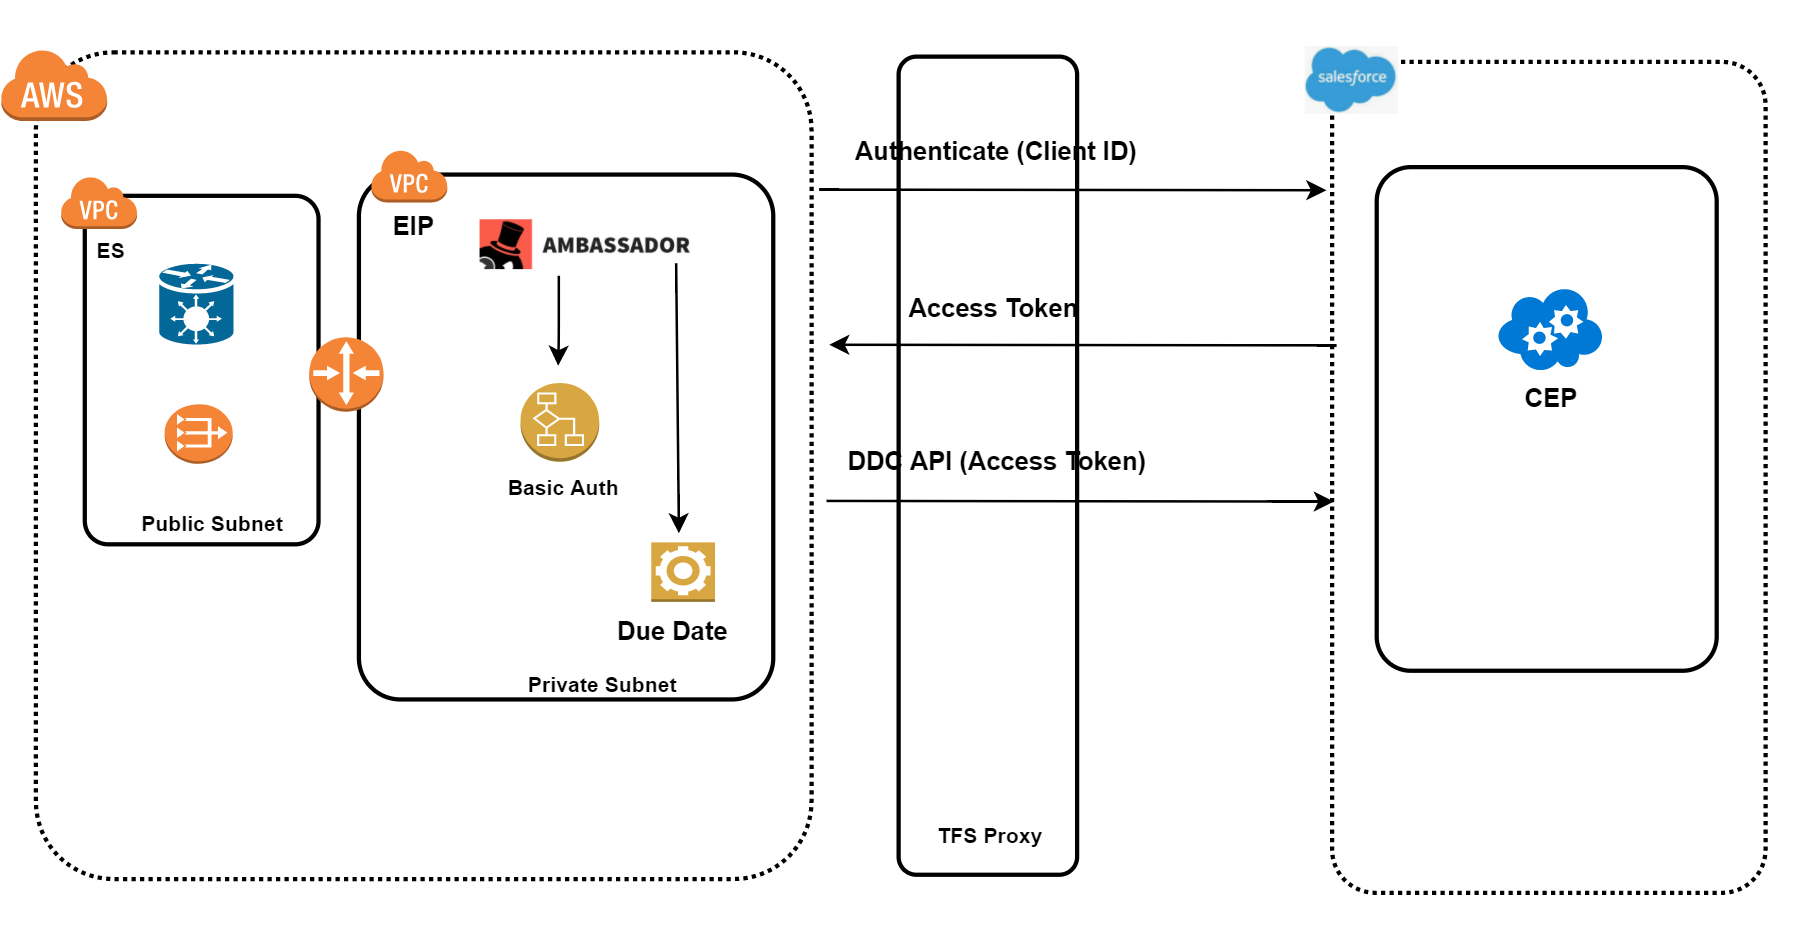 AWS
salesforce
Authenticate (Client ID)
VPC
VPC
EIP
AMBASSADOR
ES
Access Token
CEP
DDC API (Access Token)
Basic Auth
Public Subnet
Due Date
Private Subnet
TFS Proxy